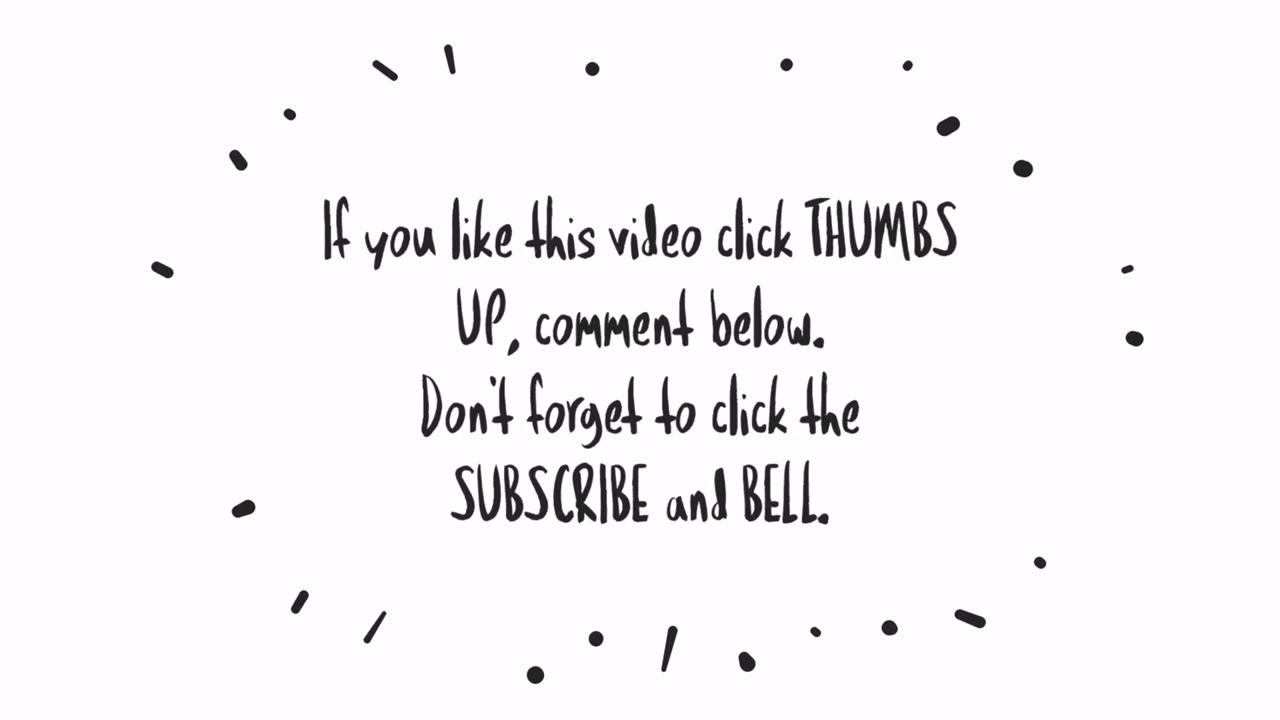 If you like this video click THUMBS
UP, comment below.
Don't forget to click the
SUBSCRIBE and BELL.